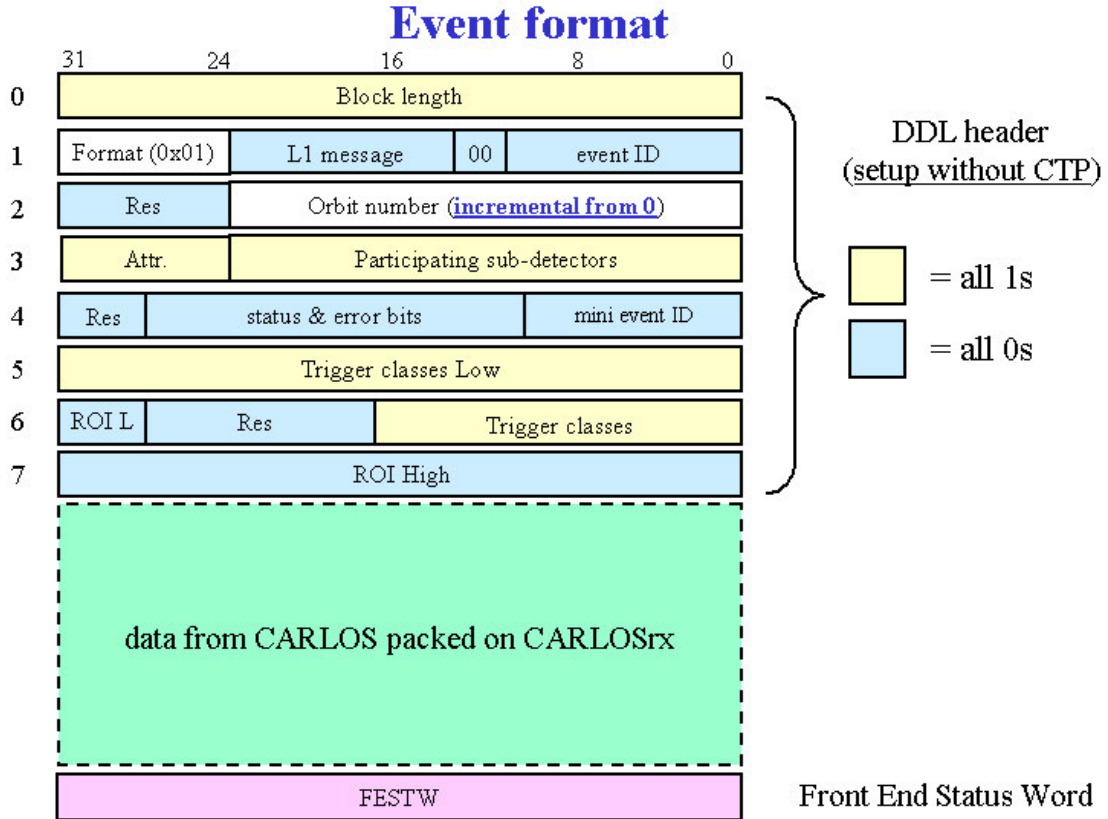 Event format
31 24 16 8 0
0 Block length
1 Format (0x01) L1 message 00 event ID
2 Res Orbit number (incremental from 0)
3 Attr. Participating sub-detectors
4 Res status & error bits mini event ID
5 Trigger classes Low
6 ROI L Res Trigger classes
7 ROI High
DDL header
(setup without CTP)
= all 1s
= all 0s
data from CARLOS packed on CARLOSrx
FESTW
Front End Status Word